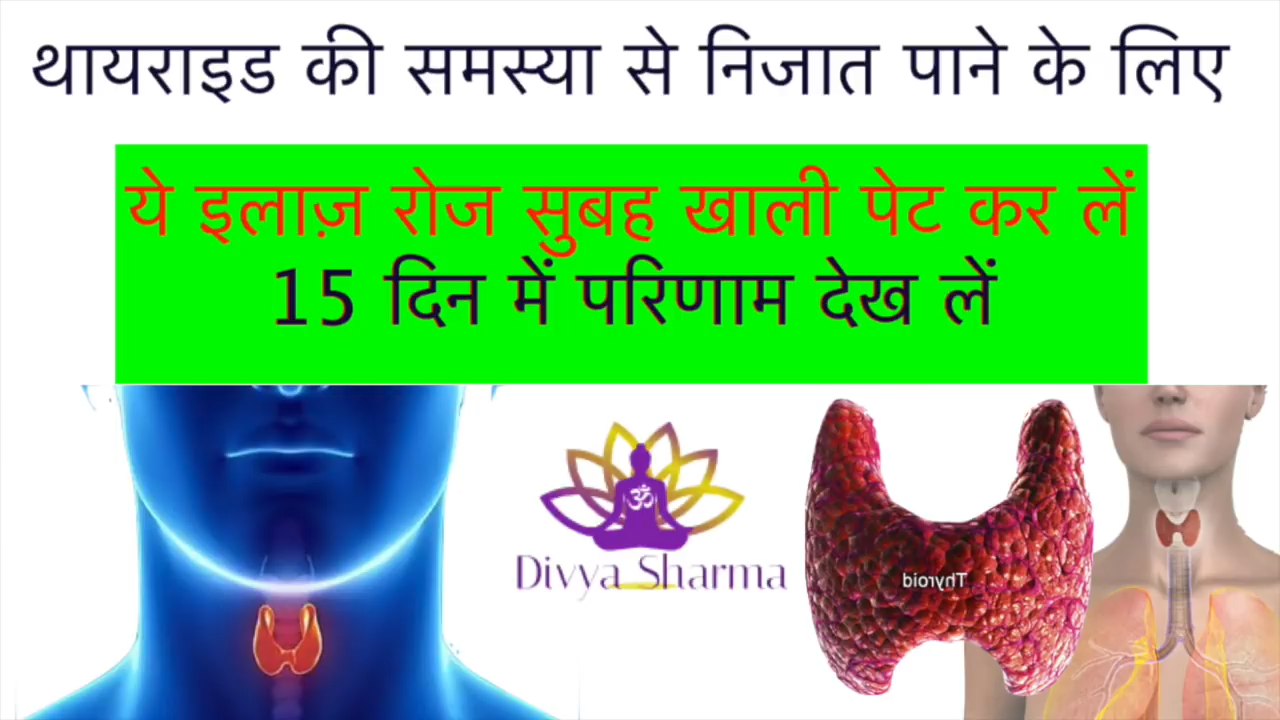 थायराइड की समस्या से निजात पाने के लिए
ये इलाज़ रोज सुबह खाली पेट कर लें
15 दिन में परिणाम देख लें
ॐ
Divya Sharma
Thyroid